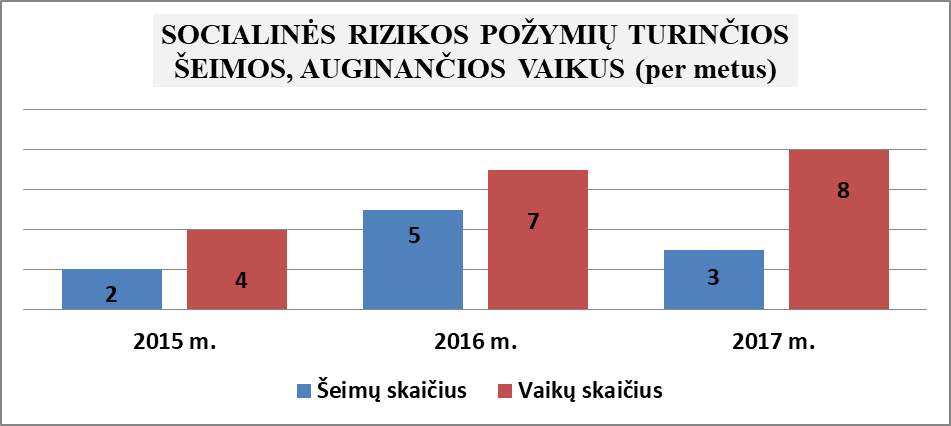 SOCIALINĖS RIZIKOS POŽYMIŲ TURINČIOS
ŠEIMOS, AUGINANČIOS VAIKUS (per metus)
2
4
5
7
3
8
2015 m.
2016 m.
2017 m.
Šeimų skaičius
Vaikų skaičius